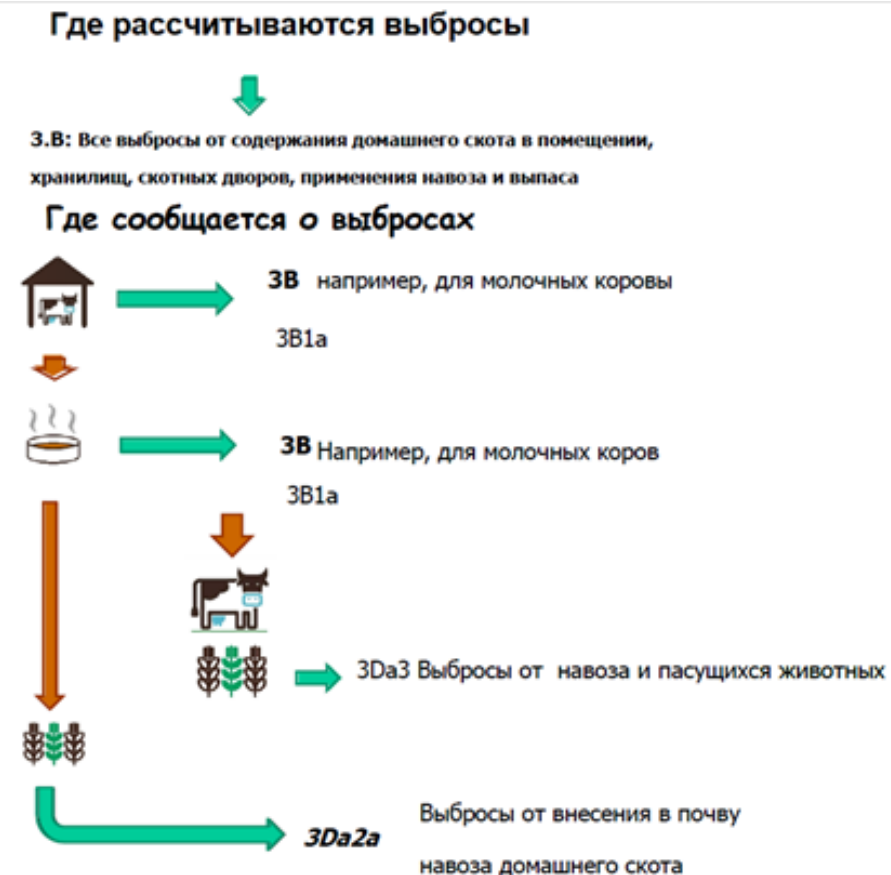 Где рассчитываются выбросы
3.B: Все выбросы от содержания домашнего скота в помещении,
хранилищ, скотных дворов, применения навоза и выпаса
Где сообщается о выбросах
3B например, для молочных коровы
3B1a
3B Например, для молочных коров
3B1a
3Da3 Выбросы от навоза и пасущихся животных
3Da2a Выбросы от внесения в почву
навоза домашнего скота